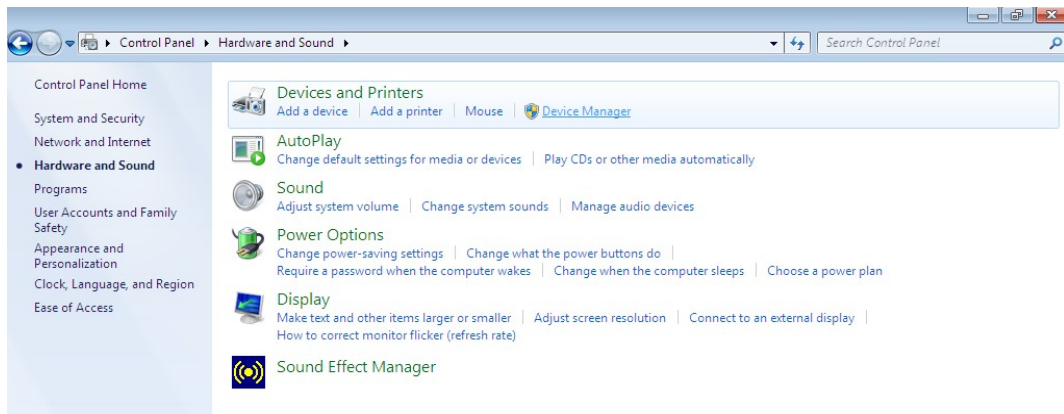 Control Panel Hardware and Sound Search Control Panel
Control Panel Home
System and Security
Network and Internet
Hardware and Sound
Programs
User Accounts and Family
Safety
Appearance and
Personalization
Clock, Language, and Region
Ease of Access
Devices and Printers
Add a device Add a printer Mouse Device Manager
AutoPlay
Change default settings for media or devices Play CDs or other media automatically
Sound
Adjust system volume Change system sounds Manage audio devices
Power Options
Change power-saving settings Change what the power buttons do
Require a password when the computer wakes Change when the computer sleeps Choose a power plan
Display
Make text and other items larger or smaller Adjust screen resolution Connect to an external display
How to correct monitor flicker (refresh rate)
Sound Effect Manager